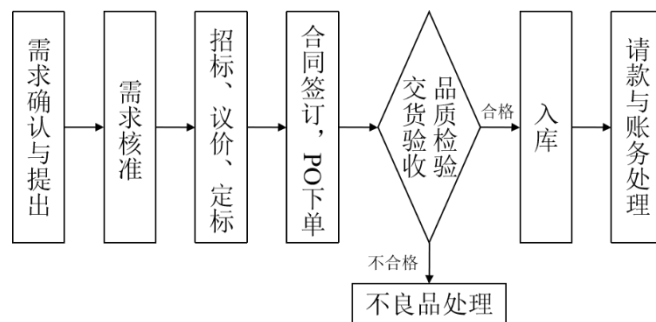 需求确认与提出
需求核准
招标、议价、定标
合同签订，PO下单
品质检验
交货验收
合格
入库
请款与账务处理
不合格
不良品处理